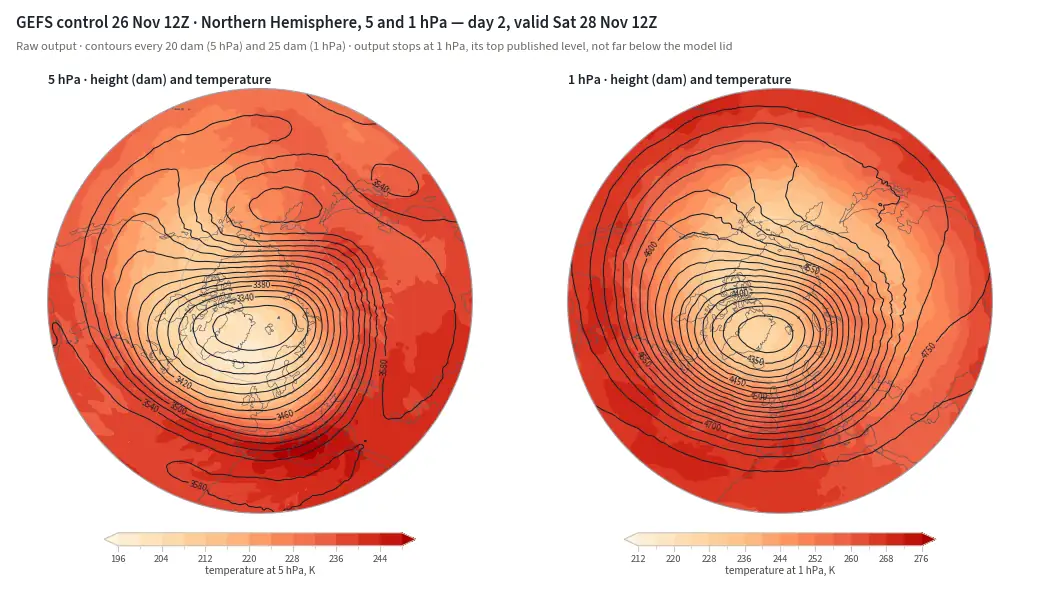 GEFS control 26 Nov 12Z · Northern Hemisphere, 5 and 1 hPa — day 2, valid Sat 28 Nov 12Z
Raw output · contours every 20 dam (5 hPa) and 25 dam (1 hPa) · output stops at 1 hPa, its top published level, not far below the model lid
5 hPa · height (dam) and temperature
1 hPa · height (dam) and temperature
3540
3380
3340
3580
3420
3540
3500
3460
3580
4600
4550
4400
4750
4650
4350
4450
4500
4700
196 204 212 220 228 236 244
temperature at 5 hPa, K
212 220 228 236 244 252 260 268 276
temperature at 1 hPa, K